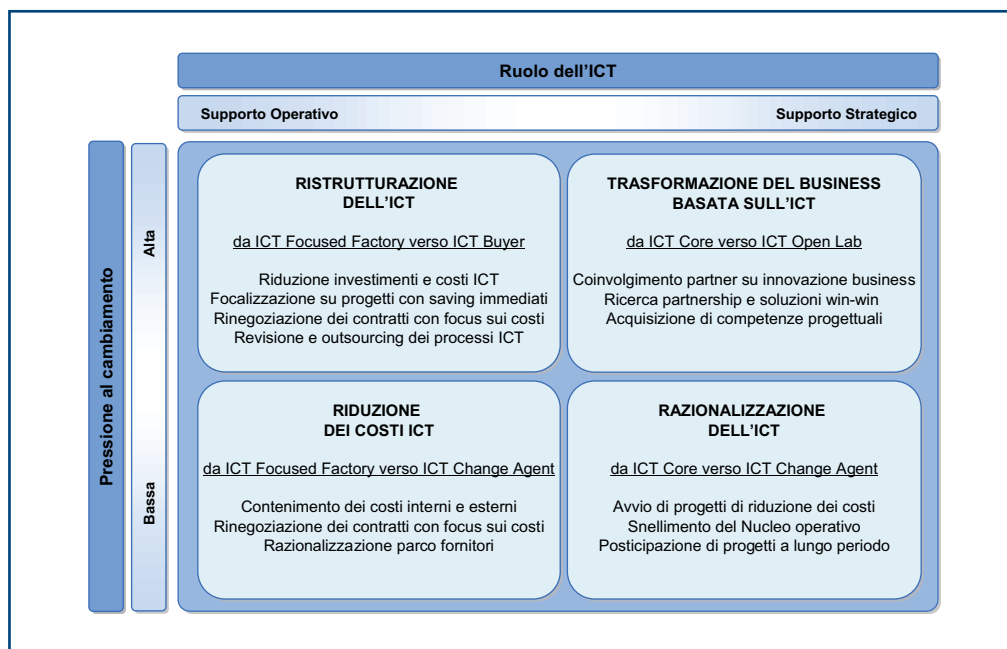 Ruolo dell'ICT
Supporto Operativo
Supporto Strategico
Pressione al cambiamento
Alta
Bassa
RISTRUTTURAZIONE
DELL'ICT
da ICT Focused Factory verso ICT Buyer
Riduzione investimenti e costi ICT
Focalizzazione su progetti con saving immediati
Rinegoziazione dei contratti con focus sui costi
Revisione e outsourcing dei processi ICT
TRASFORMAZIONE DEL BUSINESS
BASATA SULL'ICT
da ICT Core verso ICT Open Lab
Coinvolgimento partner su innovazione business
Ricerca partnership e soluzioni win-win
Acquisizione di competenze progettuali
RIDUZIONE
DEI COSTI ICT
da ICT Focused Factory verso ICT Change Agent
Contenimento dei costi interni e esterni
Rinegoziazione dei contratti con focus sui costi
Razionalizzazione parco fornitori
RAZIONALIZZAZIONE
DELL'ICT
da ICT Core verso ICT Change Agent
Avvio di progetti di riduzione dei costi
Snellimento del Nucleo operativo
Posticipazione di progetti a lungo periodo